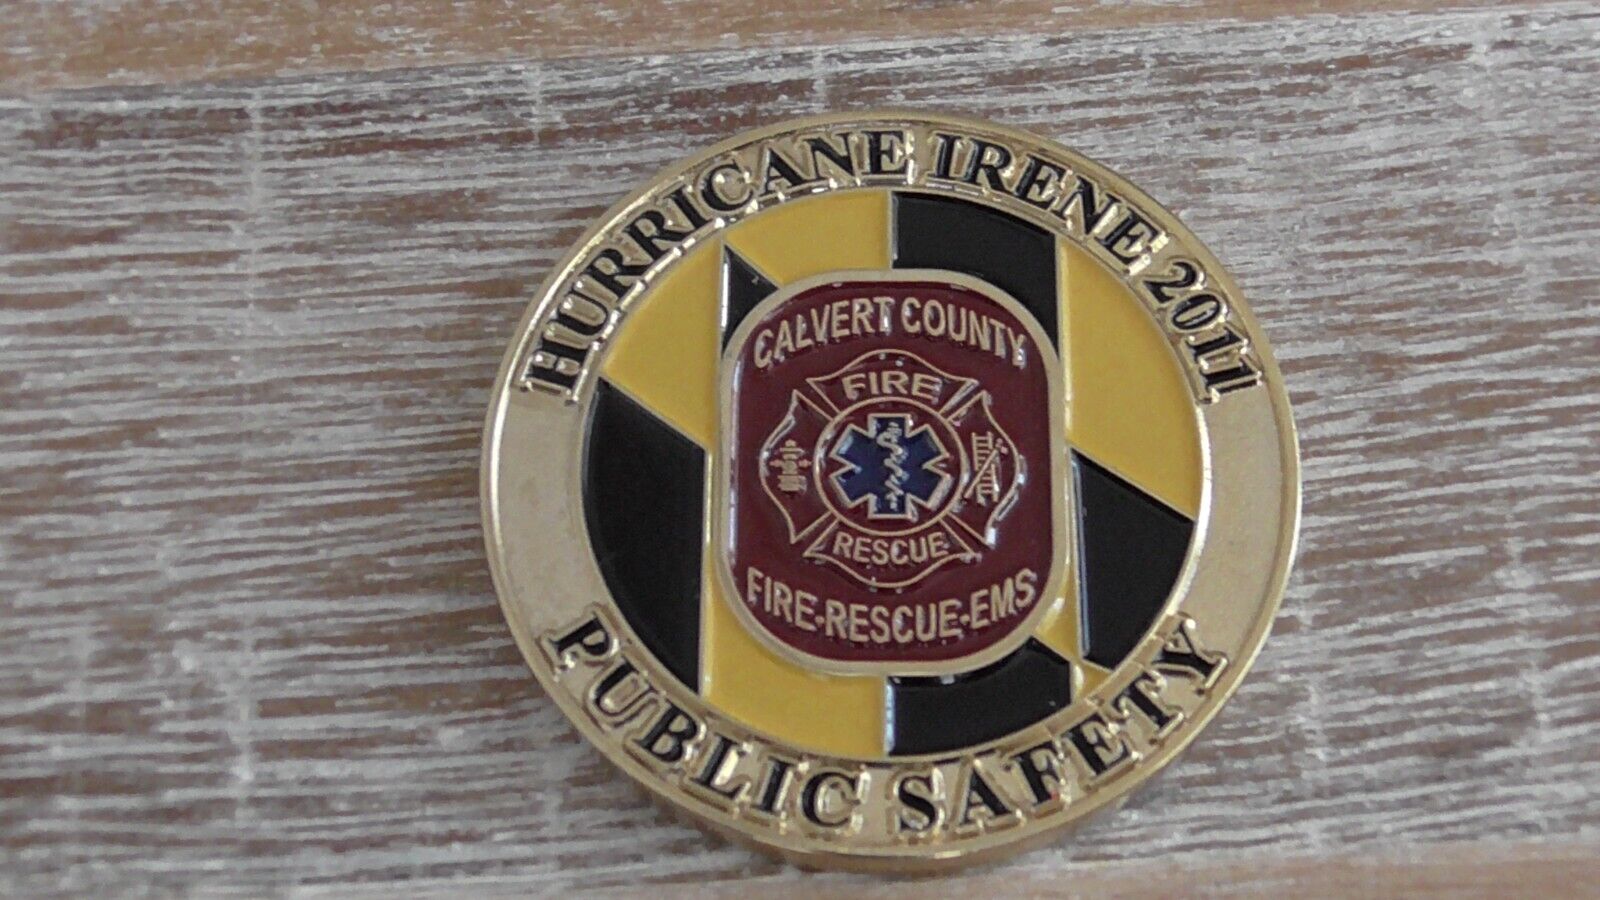 HURRICANE IRENE 2011
CALVERT COUNTY
FIRE
RESCUE
FIRE-RESCUE-EMS
PUBLIC SAFETY